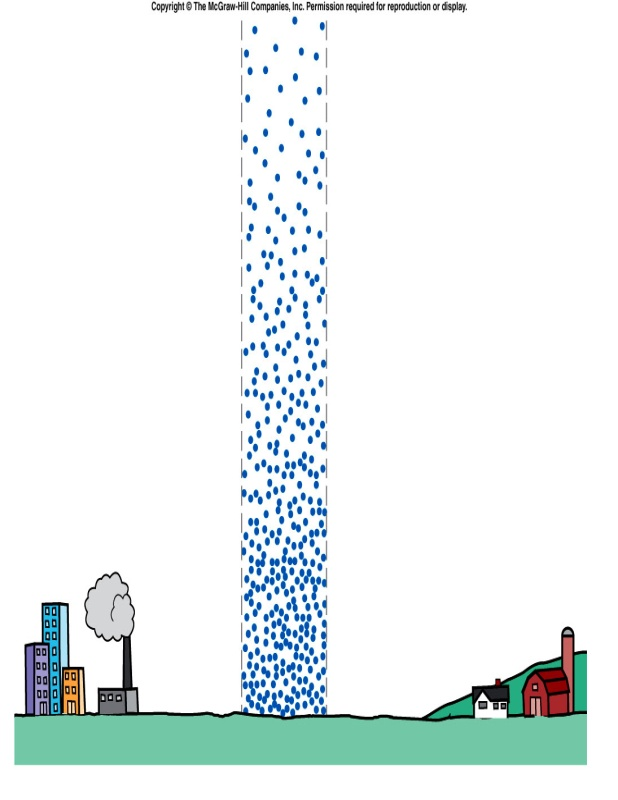 Copyright © The McGraw-Hill Companies, Inc. Permission required for reproduction or display.